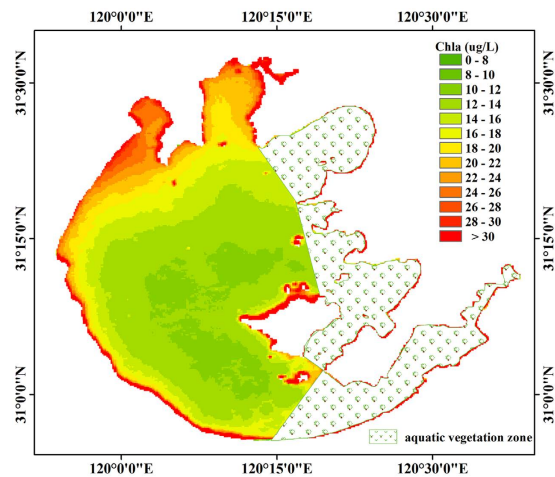 120°0'0"E 120°15'0"E 120°30'0"E
Chla (ug/L)
0 - 8
8 - 10
10 - 12
12 - 14
14 - 16
16 - 18
18 - 20
20 - 22
22 - 24
24 - 26
26 - 28
28 - 30
> 30
31°30'0"N 31°30'0"N
31°15'0"N 31°15'0"N
31°0'0"N 31°0'0"N
aquatic vegetation zone
120°0'0"E 120°15'0"E 120°30'0"E